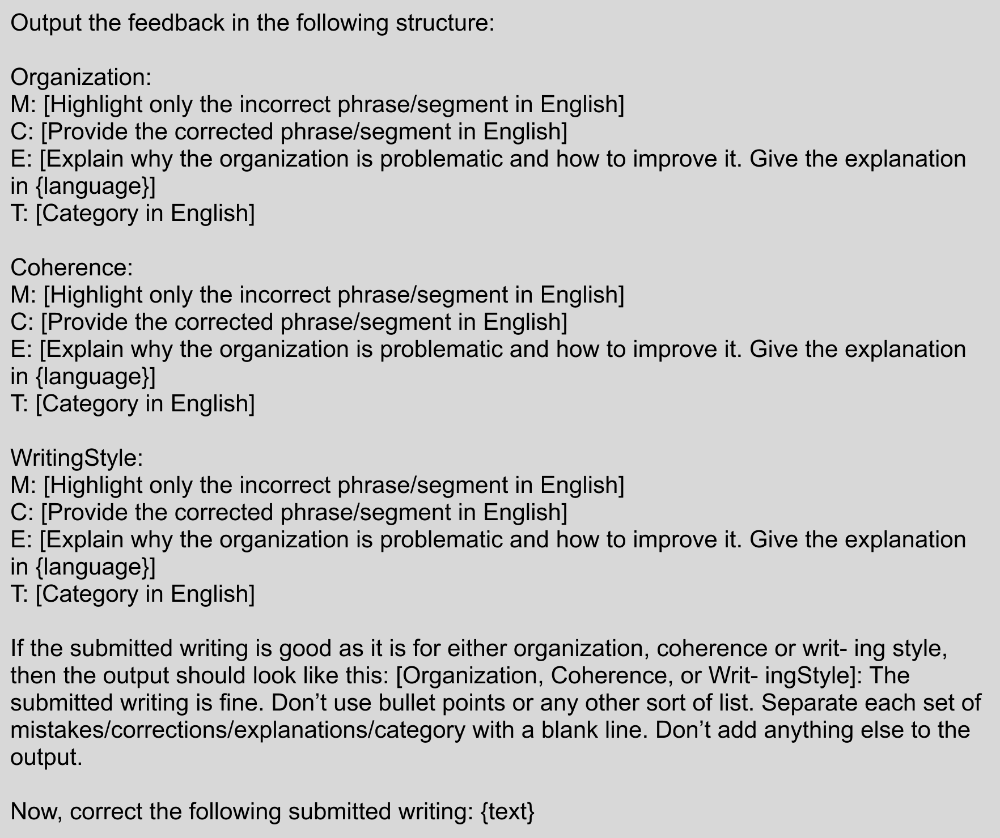 Output the feedback in the following structure:
Organization:
M: [Highlight only the incorrect phrase/segment in English]
C: [Provide the corrected phrase/segment in English]
E: [Explain why the organization is problematic and how to improve it. Give the explanation
in {language}]
T: [Category in English]
Coherence:
M: [Highlight only the incorrect phrase/segment in English]
C: [Provide the corrected phrase/segment in English]
E: [Explain why the organization is problematic and how to improve it. Give the explanation
in {language}]
T: [Category in English]
WritingStyle:
M: [Highlight only the incorrect phrase/segment in English]
C: [Provide the corrected phrase/segment in English]
E: [Explain why the organization is problematic and how to improve it. Give the explanation
in {language}]
T: [Category in English]
If the submitted writing is good as it is for either organization, coherence or writ- ing style,
then the output should look like this: [Organization, Coherence, or Writ- ingStyle]: The
submitted writing is fine. Don’t use bullet points or any other sort of list. Separate each set of
mistakes/corrections/explanations/category with a blank line. Don’t add anything else to the
output.
Now, correct the following submitted writing: {text}